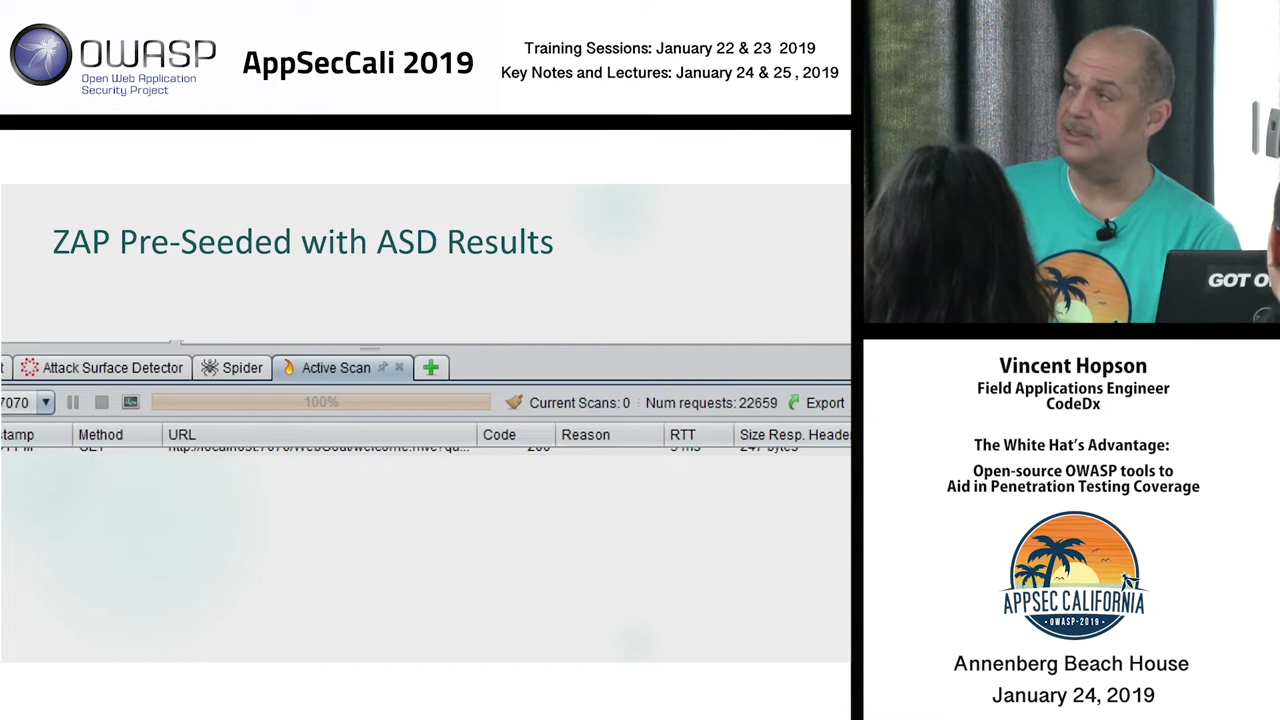 OWASP
Open Web Application
Security Project
AppSecCali 2019
Training Sessions: January 22 & 23 2019
Key Notes and Lectures: January 24 & 25 , 2019
ZAP Pre-Seeded with ASD Results
Attack Surface Detector
Spider
Active Scan
7070
100%
Current Scans: 0
Num requests: 22659
Export
Method
URL
Code
Reason
RTT
Size Resp. Heade
GOT
Vincent Hopson
Field Applications Engineer
CodeDx
The White Hat's Advantage:
Open-source OWASP tools to
Aid in Penetration Testing Coverage
APPSEC CALIFORNIA
• OWASP-2019 •
Annenberg Beach House
January 24, 2019